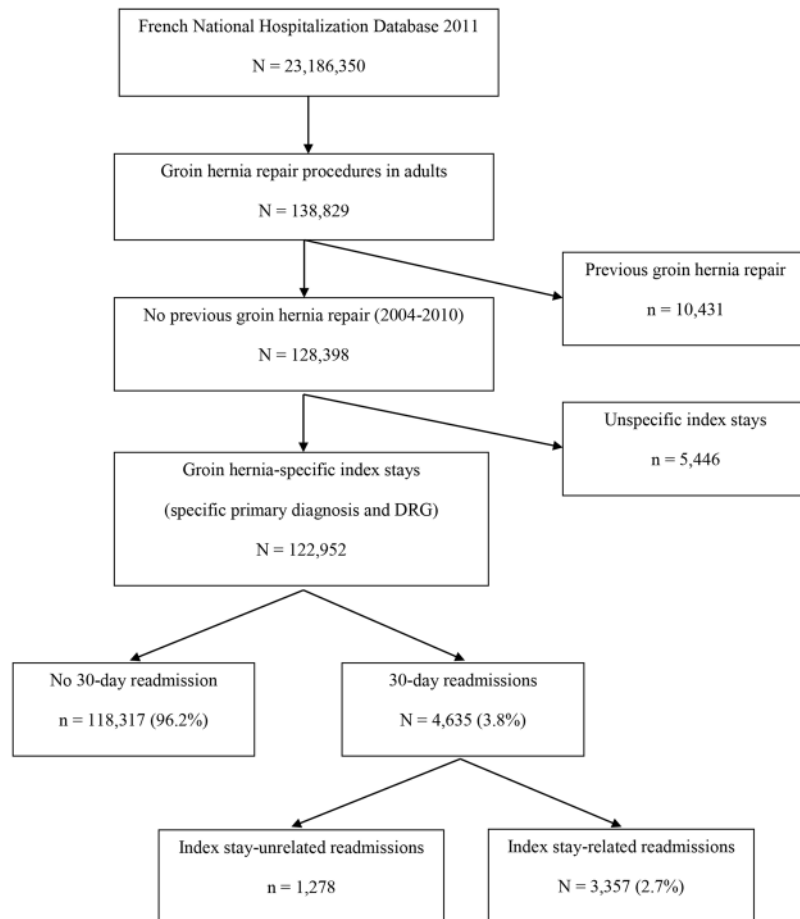 French National Hospitalization Database 2011
N = 23,186,350
Groin hernia repair procedures in adults
N = 138,829
Previous groin hernia repair
n = 10,431
No previous groin hernia repair (2004-2010)
N = 128,398
Unspecific index stays
n = 5,446
Groin hernia-specific index stays
(specific primary diagnosis and DRG)
N = 122,952
No 30-day readmission
n = 118,317 (96.2%)
30-day readmissions
N = 4,635 (3.8%)
Index stay-unrelated readmissions
n = 1,278
Index stay-related readmissions
N = 3,357 (2.7%)